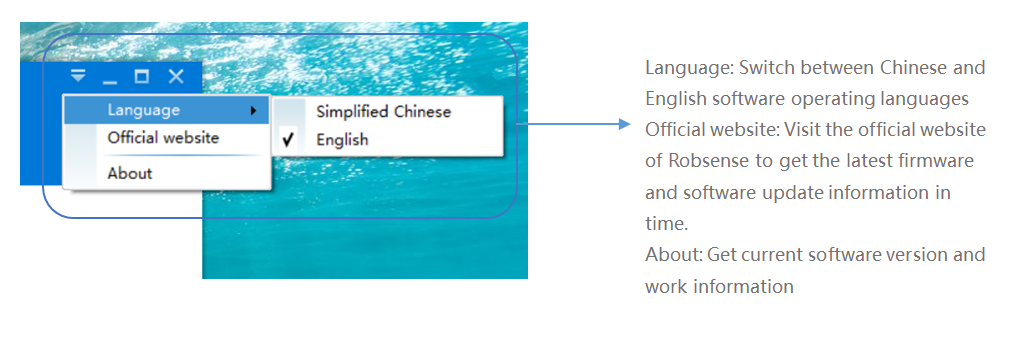 Language
Official website
About
Simplified Chinese
English
Language: Switch between Chinese and
English software operating languages
Official website: Visit the official website
of Robsense to get the latest firmware
and software update information in
time.
About: Get current software version and
work information